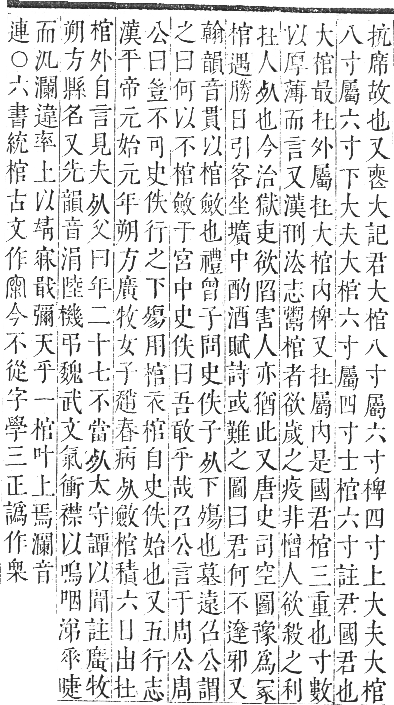 抗席故也又喪大記君大棺八寸屬六寸椑四寸上大夫大棺
八寸屬六寸下大夫大棺六寸屬四寸士棺六寸註君國君也
大棺最在外屬在大棺內椑又在屬內是國君棺三重也寸數
以厚薄而言又漢刑法志鬻棺者欲歲之疫非憎人欲殺之利
在人死也今治獄吏欲陷害人亦猶此又唐史司空圖豫爲冢
棺遇勝日引客坐壙中酌酒賦詩或難之圖曰君何不達邪又
翰韻音貫以棺斂也禮曾子問史佚子死下殤也墓遠召公謂
之曰何以不棺斂于宮中史佚曰吾敢乎哉召公言于周公周
公曰豈不可史佚行之下殤用棺衣棺自史佚始也又五行志
漢平帝元始元年朔方廣牧女子趙春病死斂棺積六日出在
棺外自言見夫死父曰年二十七不當死太守譚以聞註廣牧
朔方縣名又先韻音涓陸機弔魏武文氣衝襟以嗚咽涕垂睫
而汍瀾違率土以靖寐戢彌天乎一棺叶上焉瀾音
連○六書統棺古文作𣝕今不從字學三正譌作㮯